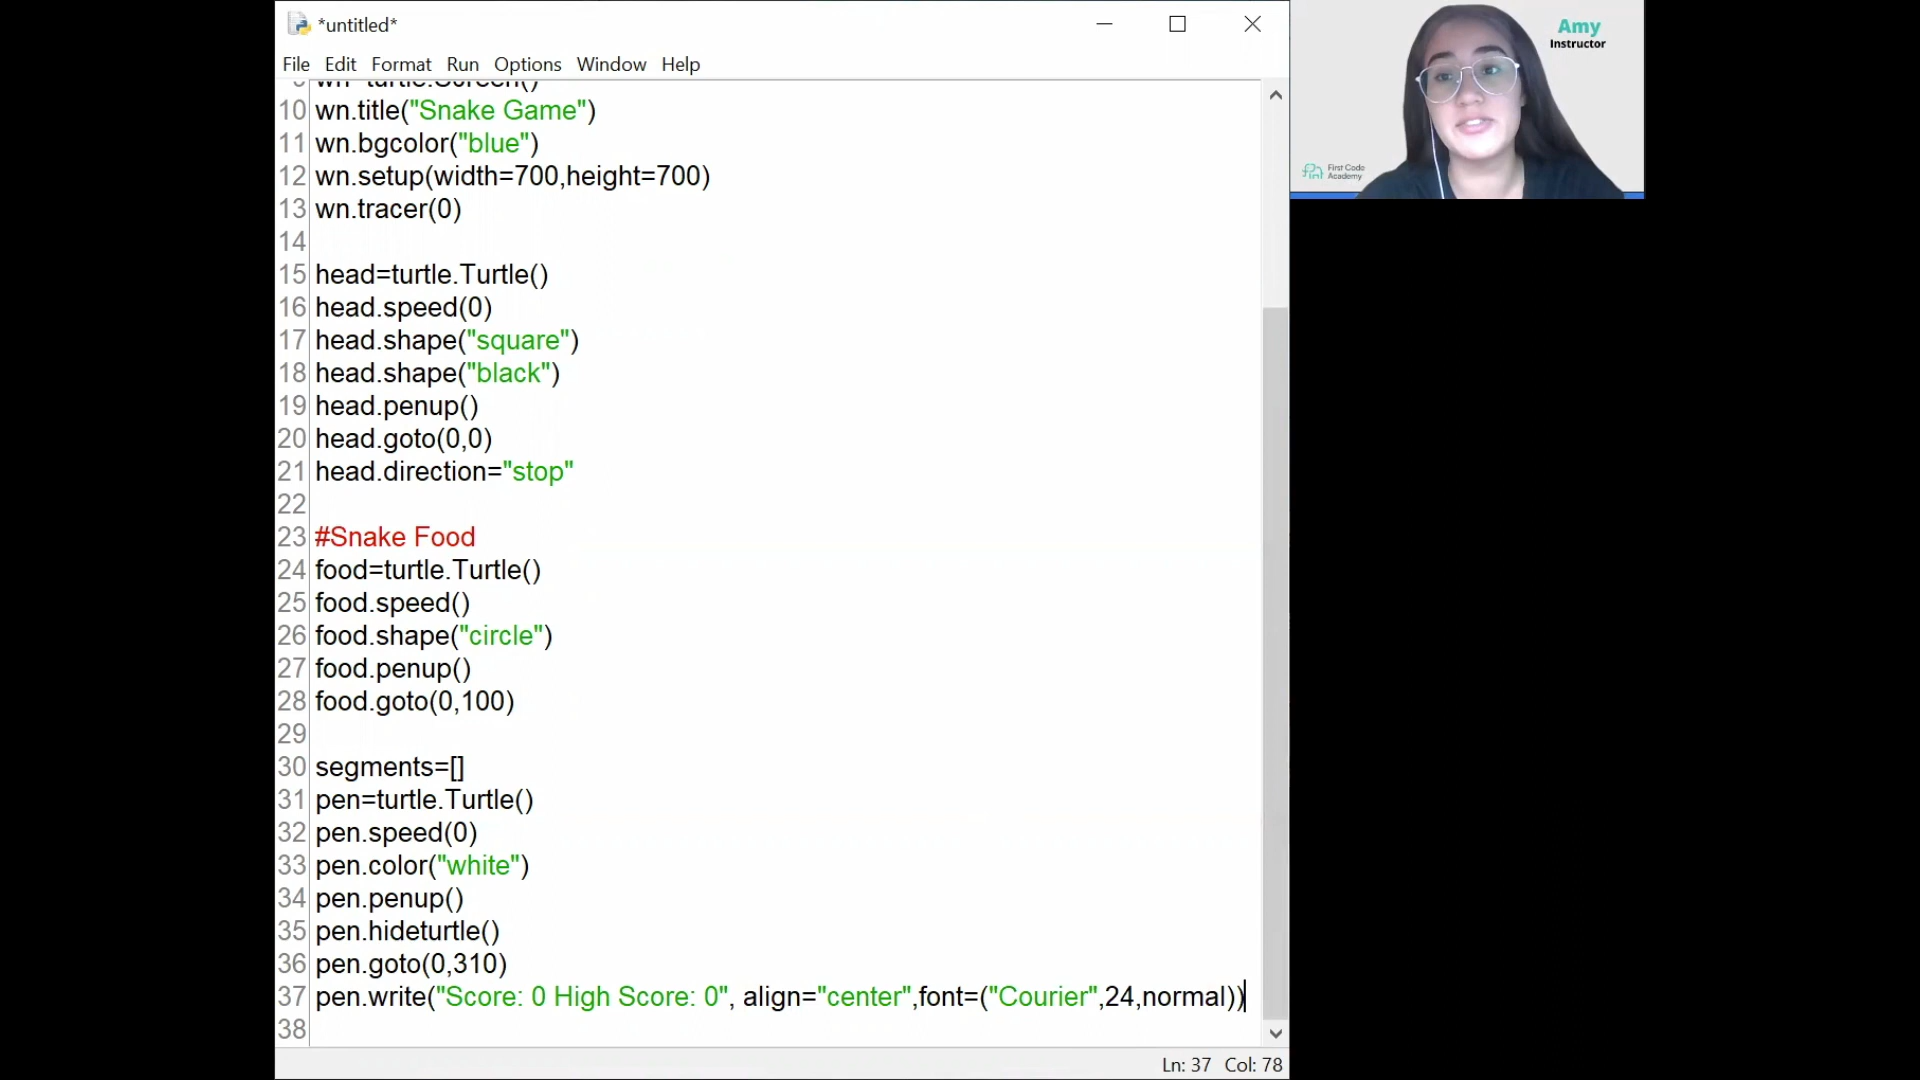 *untitled*
File Edit Format Run Options Window Help
wn=turtle.Screen()
10 wn.title("Snake Game")
11 wn.bgcolor("blue")
12 wn.setup(width=700,height=700)
13 wn.tracer(0)
14
15 head=turtle.Turtle()
16 head.speed(0)
17 head.shape("square")
18 head.shape("black")
19 head.penup()
20 head.goto(0,0)
21 head.direction="stop"
22
23 #Snake Food
24 food=turtle.Turtle()
25 food.speed()
26 food.shape("circle")
27 food.penup()
28 food.goto(0,100)
29
30 segments=[]
31 pen=turtle.Turtle()
32 pen.speed(0)
33 pen.color("white")
34 pen.penup()
35 pen.hideturtle()
36 pen.goto(0,310)
37 pen.write("Score: 0 High Score: 0", align="center",font=("Courier",24,normal))
38
Ln: 37 Col: 78
Amy
Instructor
First Code
Academy